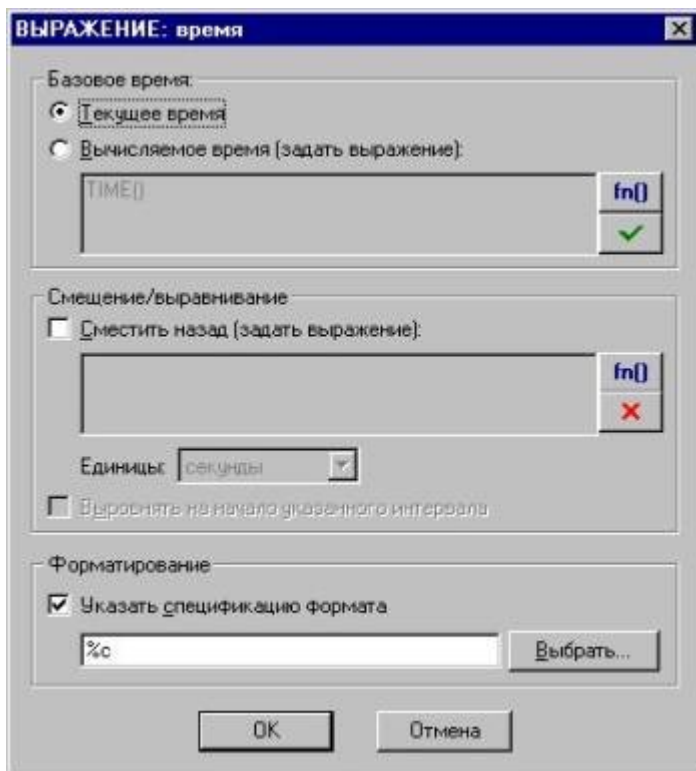 ВЫРАЖЕНИЕ: время
Базовое время:
Текущее время
Вычисляемое время (задать выражение):
TIME()
fn()
Смещение/выравнивание
Сместить назад (задать выражение):
fn()
Единицы: секунды
Выровнять на начало указанного интервала
Форматирование
Указать спецификацию формата
%c
Выбрать...
OK
Отмена